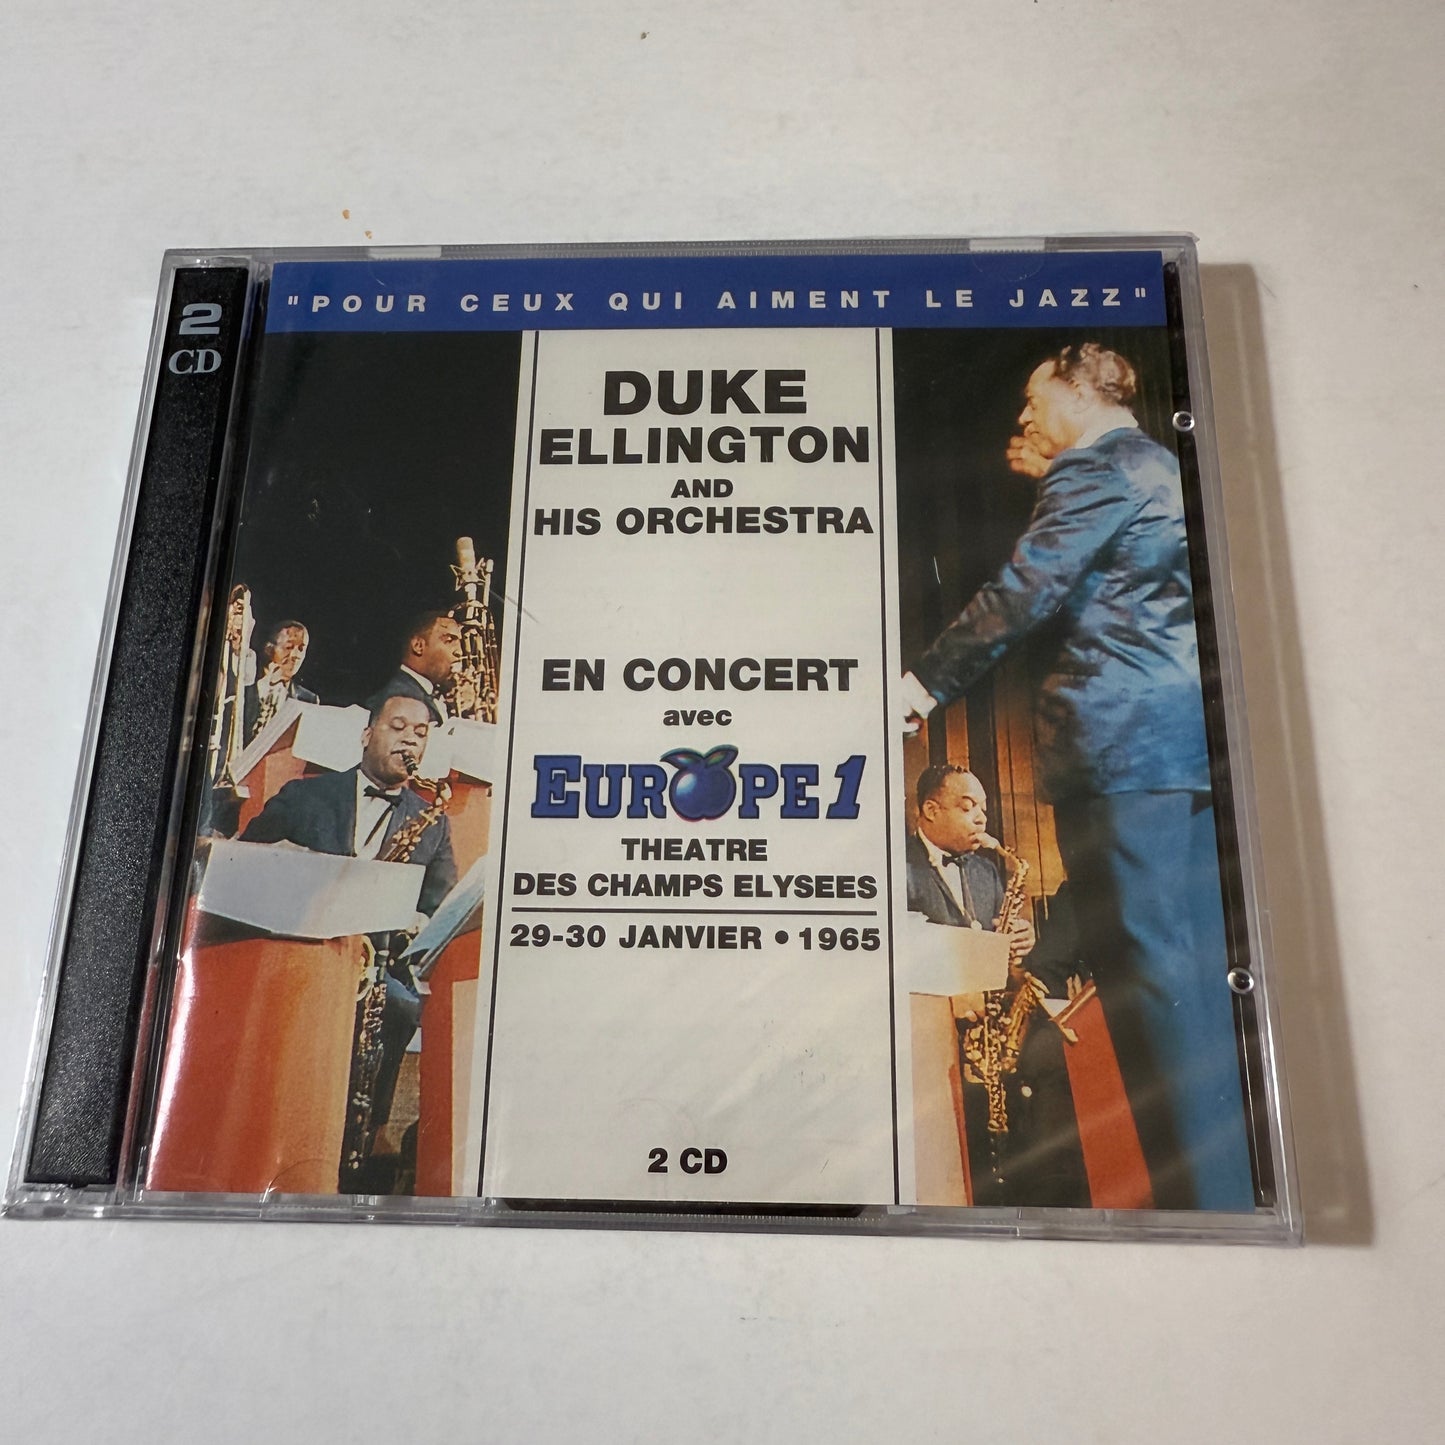 2
CD
"POUR CEUX QUI AIMENT LE JAZZ"
DUKE
ELLINGTON
AND
HIS ORCHESTRA
EN CONCERT
avec
EUROPE 1
THEATRE
DES CHAMPS ELYSEES
29-30 JANVIER • 1965
2 CD